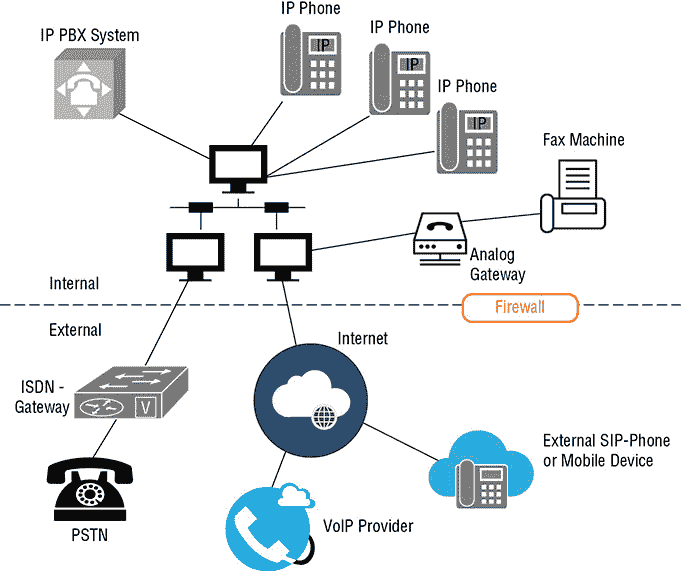 IP Phone
IP PBX System
IP Phone
IP
IP
IP Phone
IP
Fax Machine
Analog
Gateway
Internal
Firewall
External
Internet
ISDN -
Gateway
V
External SIP-Phone
or Mobile Device
VoIP Provider
PSTN